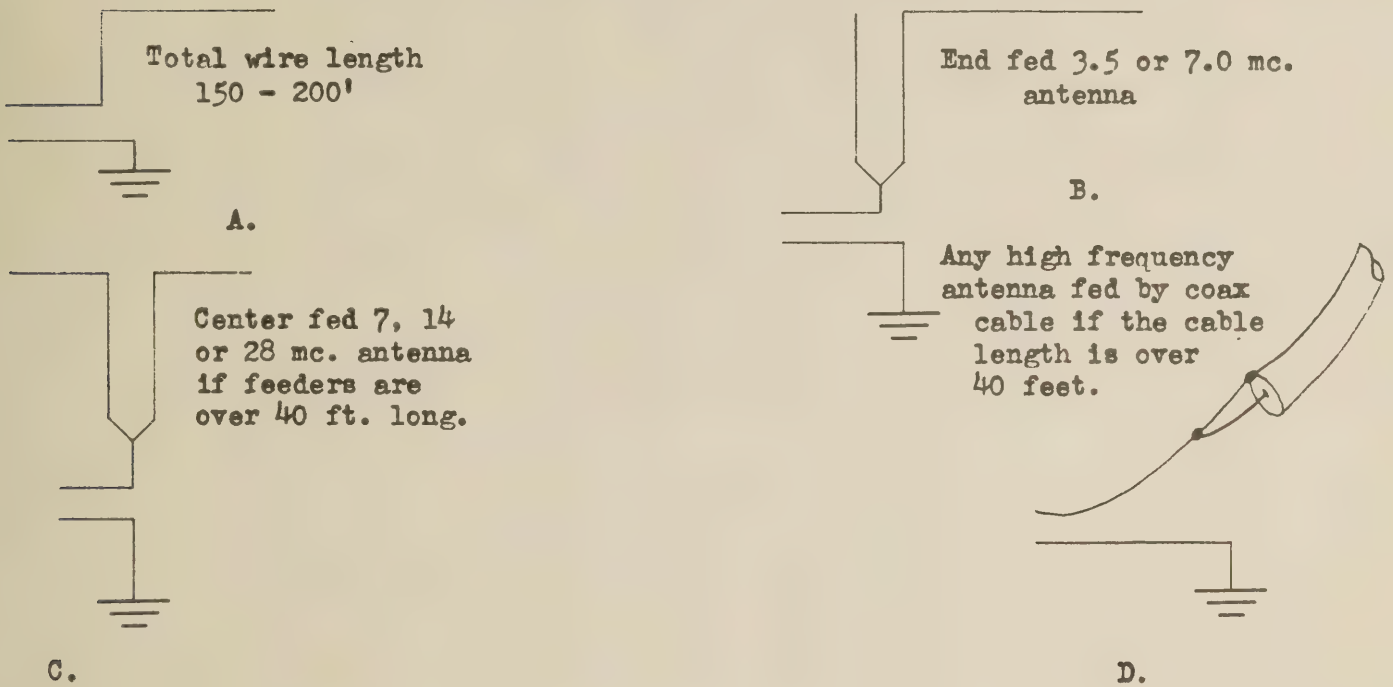 Total wire length
150 - 200'
A.
End fed 3.5 or 7.0 mc.
antenna
B.
Center fed 7, 14
or 28 mc. antenna
if feeders are
over 40 ft. long.
C.
Any high frequency
antenna fed by coax
cable if the cable
length is over
40 feet.
D.